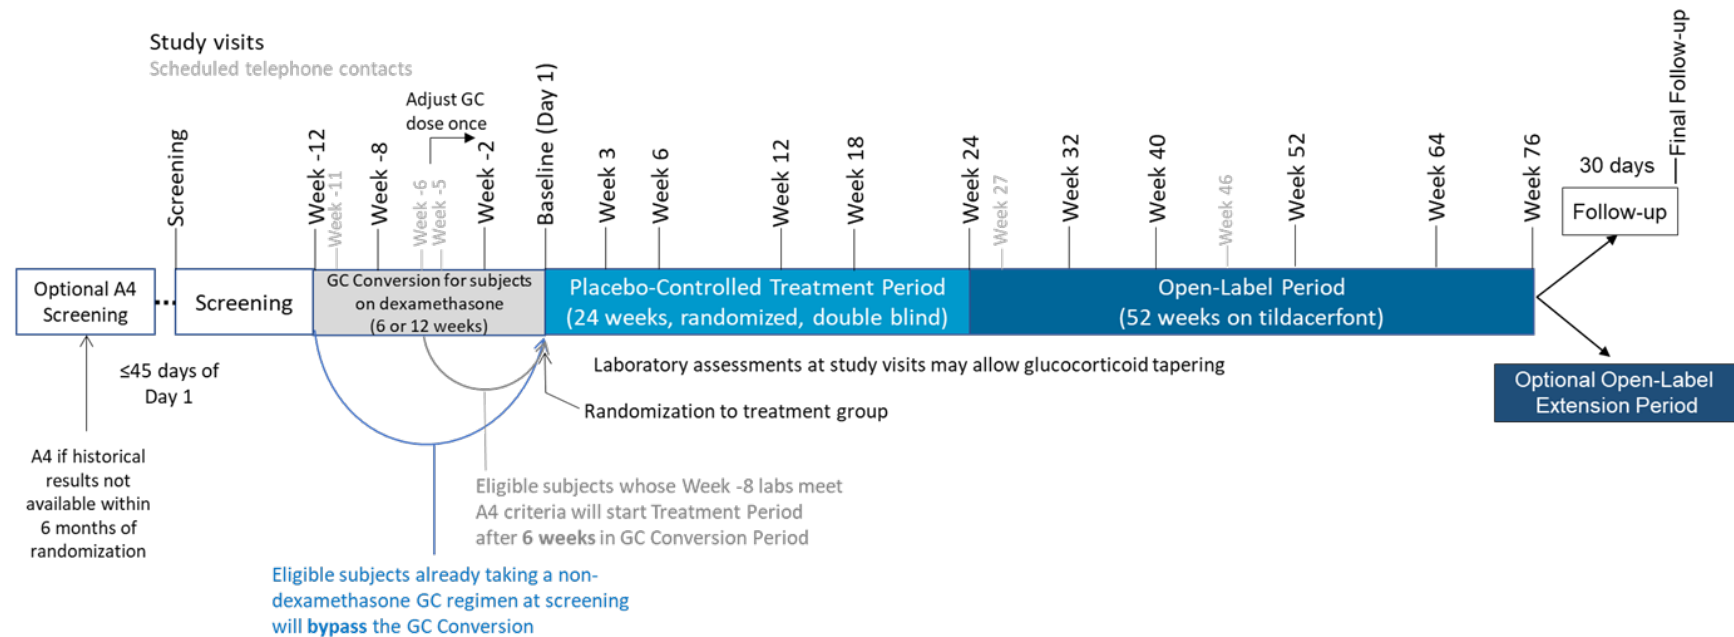 Study visits
Scheduled telephone contacts
Adjust GC
dose once
Screening
Week -12
Week -11
Week -8
Week -6
Week -5
Week -2
Baseline (Day 1)
Week 3
Week 6
Week 12
Week 18
Week 24
Week 27
Week 32
Week 40
Week 46
Week 52
Week 64
Week 76
30 days
Follow-up
Final Follow-up
Optional A4
Screening
Screening
GC Conversion for subjects
on dexamethasone
(6 or 12 weeks)
Placebo-Controlled Treatment Period
(24 weeks, randomized, double blind)
Open-Label Period
(52 weeks on tildacerfont)
≤45 days of
Day 1
Laboratory assessments at study visits may allow glucocorticoid tapering
Randomization to treatment group
Optional Open-Label
Extension Period
A4 if historical
results not
available within
6 months of
randomization
Eligible subjects whose Week -8 labs meet
A4 criteria will start Treatment Period
after 6 weeks in GC Conversion Period
Eligible subjects already taking a non-
dexamethasone GC regimen at screening
will bypass the GC Conversion